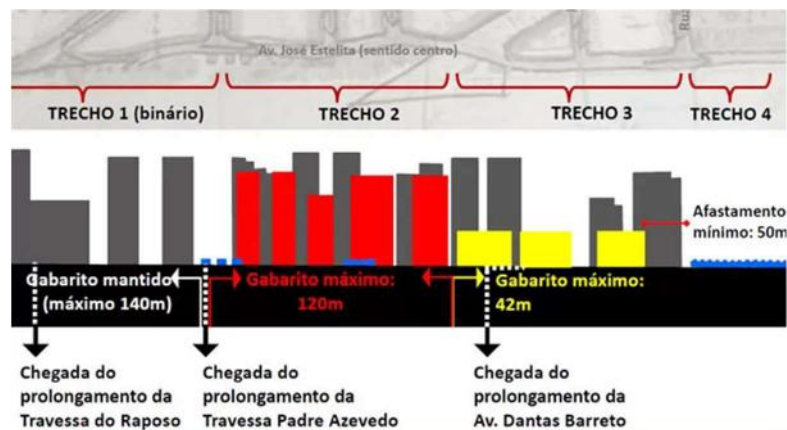 Av. José Estelita (sentido centro)
TRECHO 1 (binário)
TRECHO 2
TRECHO 3
TRECHO 4
Afastamento
mínimo: 50m
Gabarito mantido
(máximo 140m)
Gabarito máximo:
120m
Gabarito máximo:
42m
Chegada do
prolongamento da
Travessa do Raposo
Chegada do
prolongamento da
Travessa Padre Azevedo
Chegada do
prolongamento da
Av. Dantas Barreto